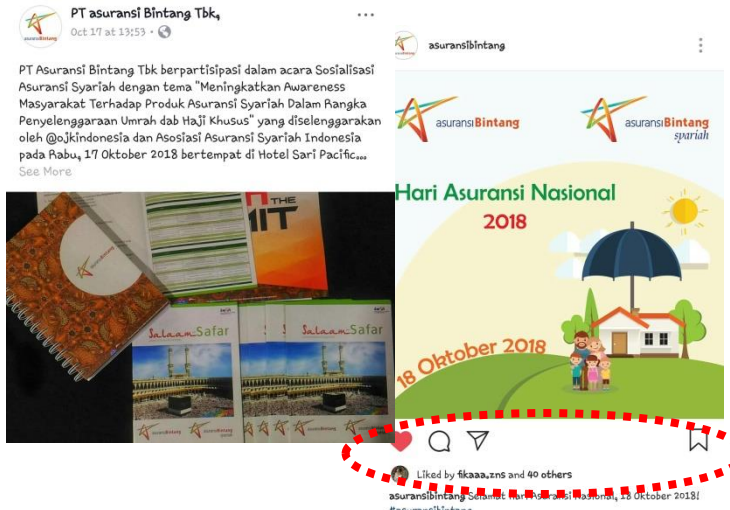 PT asuransi Bintang Tbk,
Oct 17 at 13:53
PT Asuransi Bintang Tbk berpartisipasi dalam acara Sosialisasi
Asuransi Syariah dengan tema "Meningkatkan Awareness
Masyarakat Terhadap Produk Asuransi Syariah Dalam Rangka
Penyelenggaraan Umrah dab Haji Khusus" yang diselenggarakan
oleh @ojkindonesia dan Asosiasi Asuransi Syariah Indonesia
pada Rabu, 17 Oktober 2018 bertempat di Hotel Sari Pacific...
See More
THE
Salaam Safar
Salaam Safar
asuransibintang
asuransiBintang
asuransiBintang
syariah
Hari Asuransi Nasional
2018
18 Oktober 2018
Liked by fikaaa.zns and 40 others
asuransibintang Selamat Hari Asuransi Nasional, 18 Oktober 2018!
#asuransibintang